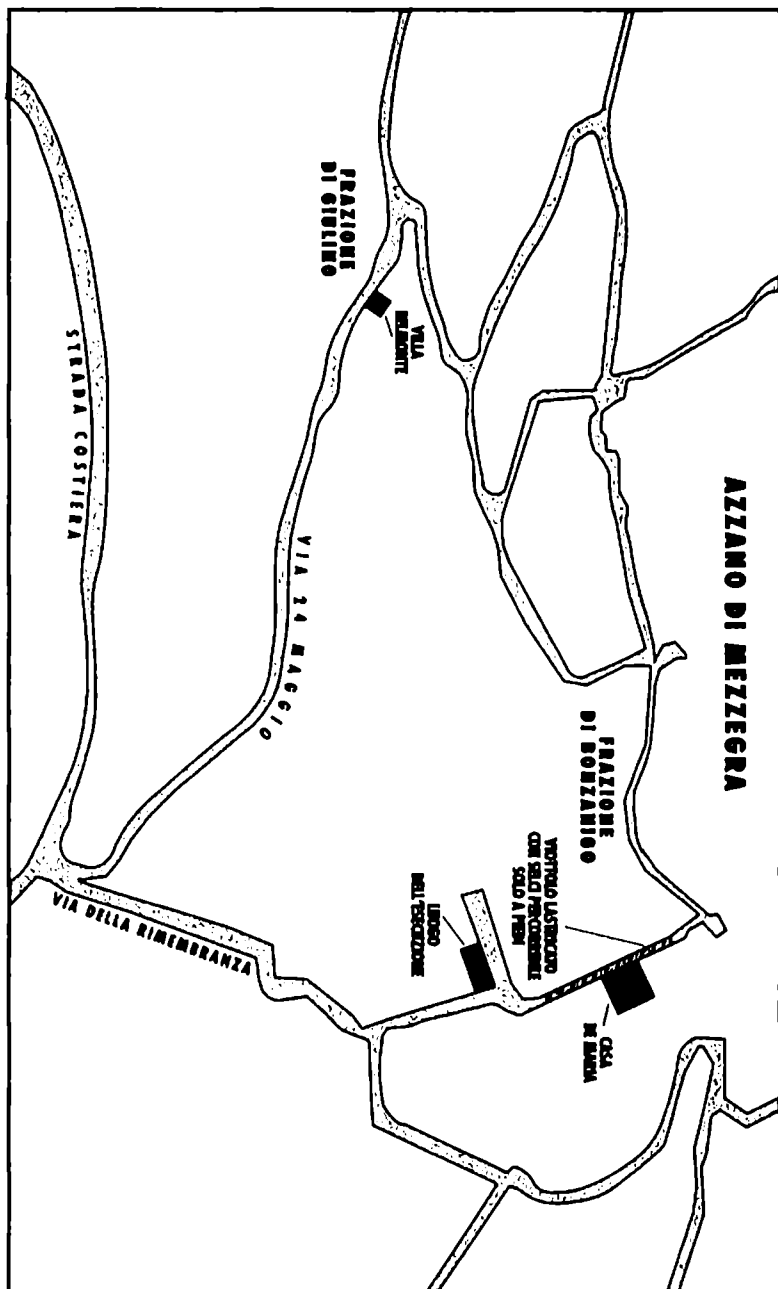 AZZANO DI MEZZEGRA
FRAZIONE
DI GIULINO
VILLA
BELMONTE
FRAZIONE
DI BONZANIGO
VIOTTOLO LASTRICATO
CON SELCI PERCORRIBILE
SOLO A PIEDI
CASA
DE MARIA
LUOGO
DELL'ESECUZIONE
VIA 24 MAGGIO
STRADA COSTIERA
VIA DELLA RIMEMBRANZA